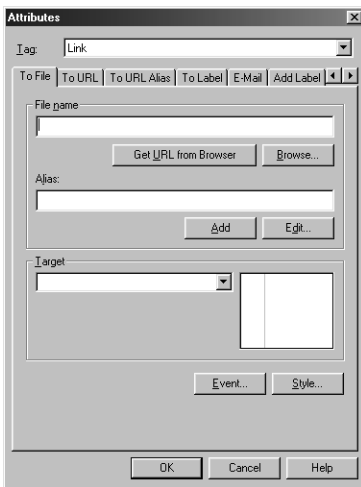 Attributes
Tag: Link
To File To URL To URL Alias To Label E-Mail Add Label
File name
Get URL from Browser Browse...
Alias:
Add Edit...
Target
Event... Style...
OK Cancel Help